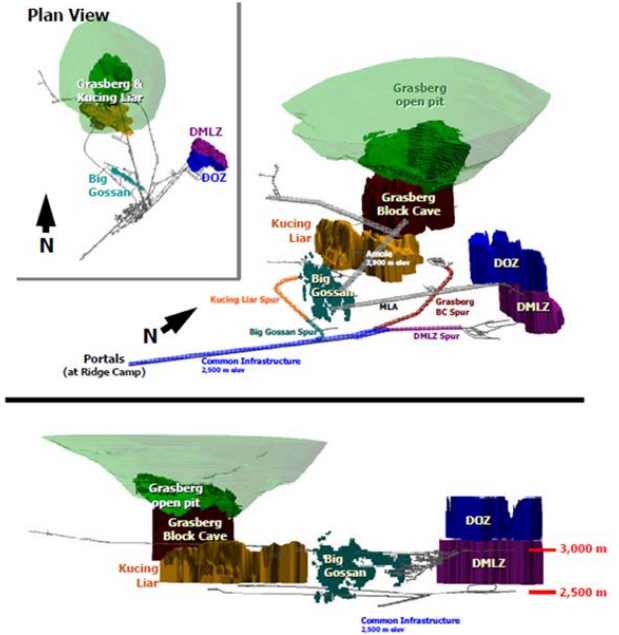 Plan View
Grasberg &
Kucing Liar
DMLZ
DOZ
Big
Gossan
N
Grasberg
open pit
Grasberg
Block Cave
Kucing
Liar
Amole
2,900 m elev
DOZ
Big
Gossan
DMLZ
Kucing Liar Spur
MLA
Grasberg
BC Spur
N
Big Gossan Spur
DMLZ Spur
Portals
(at Ridge Camp)
Common Infrastructure
2,500 m elev
Grasberg
open pit
Grasberg
Block Cave
DOZ
3,000 m
Big
Gossan
Kucing
Liar
DMLZ
2,500 m
Common Infrastructure
2,500 m elev